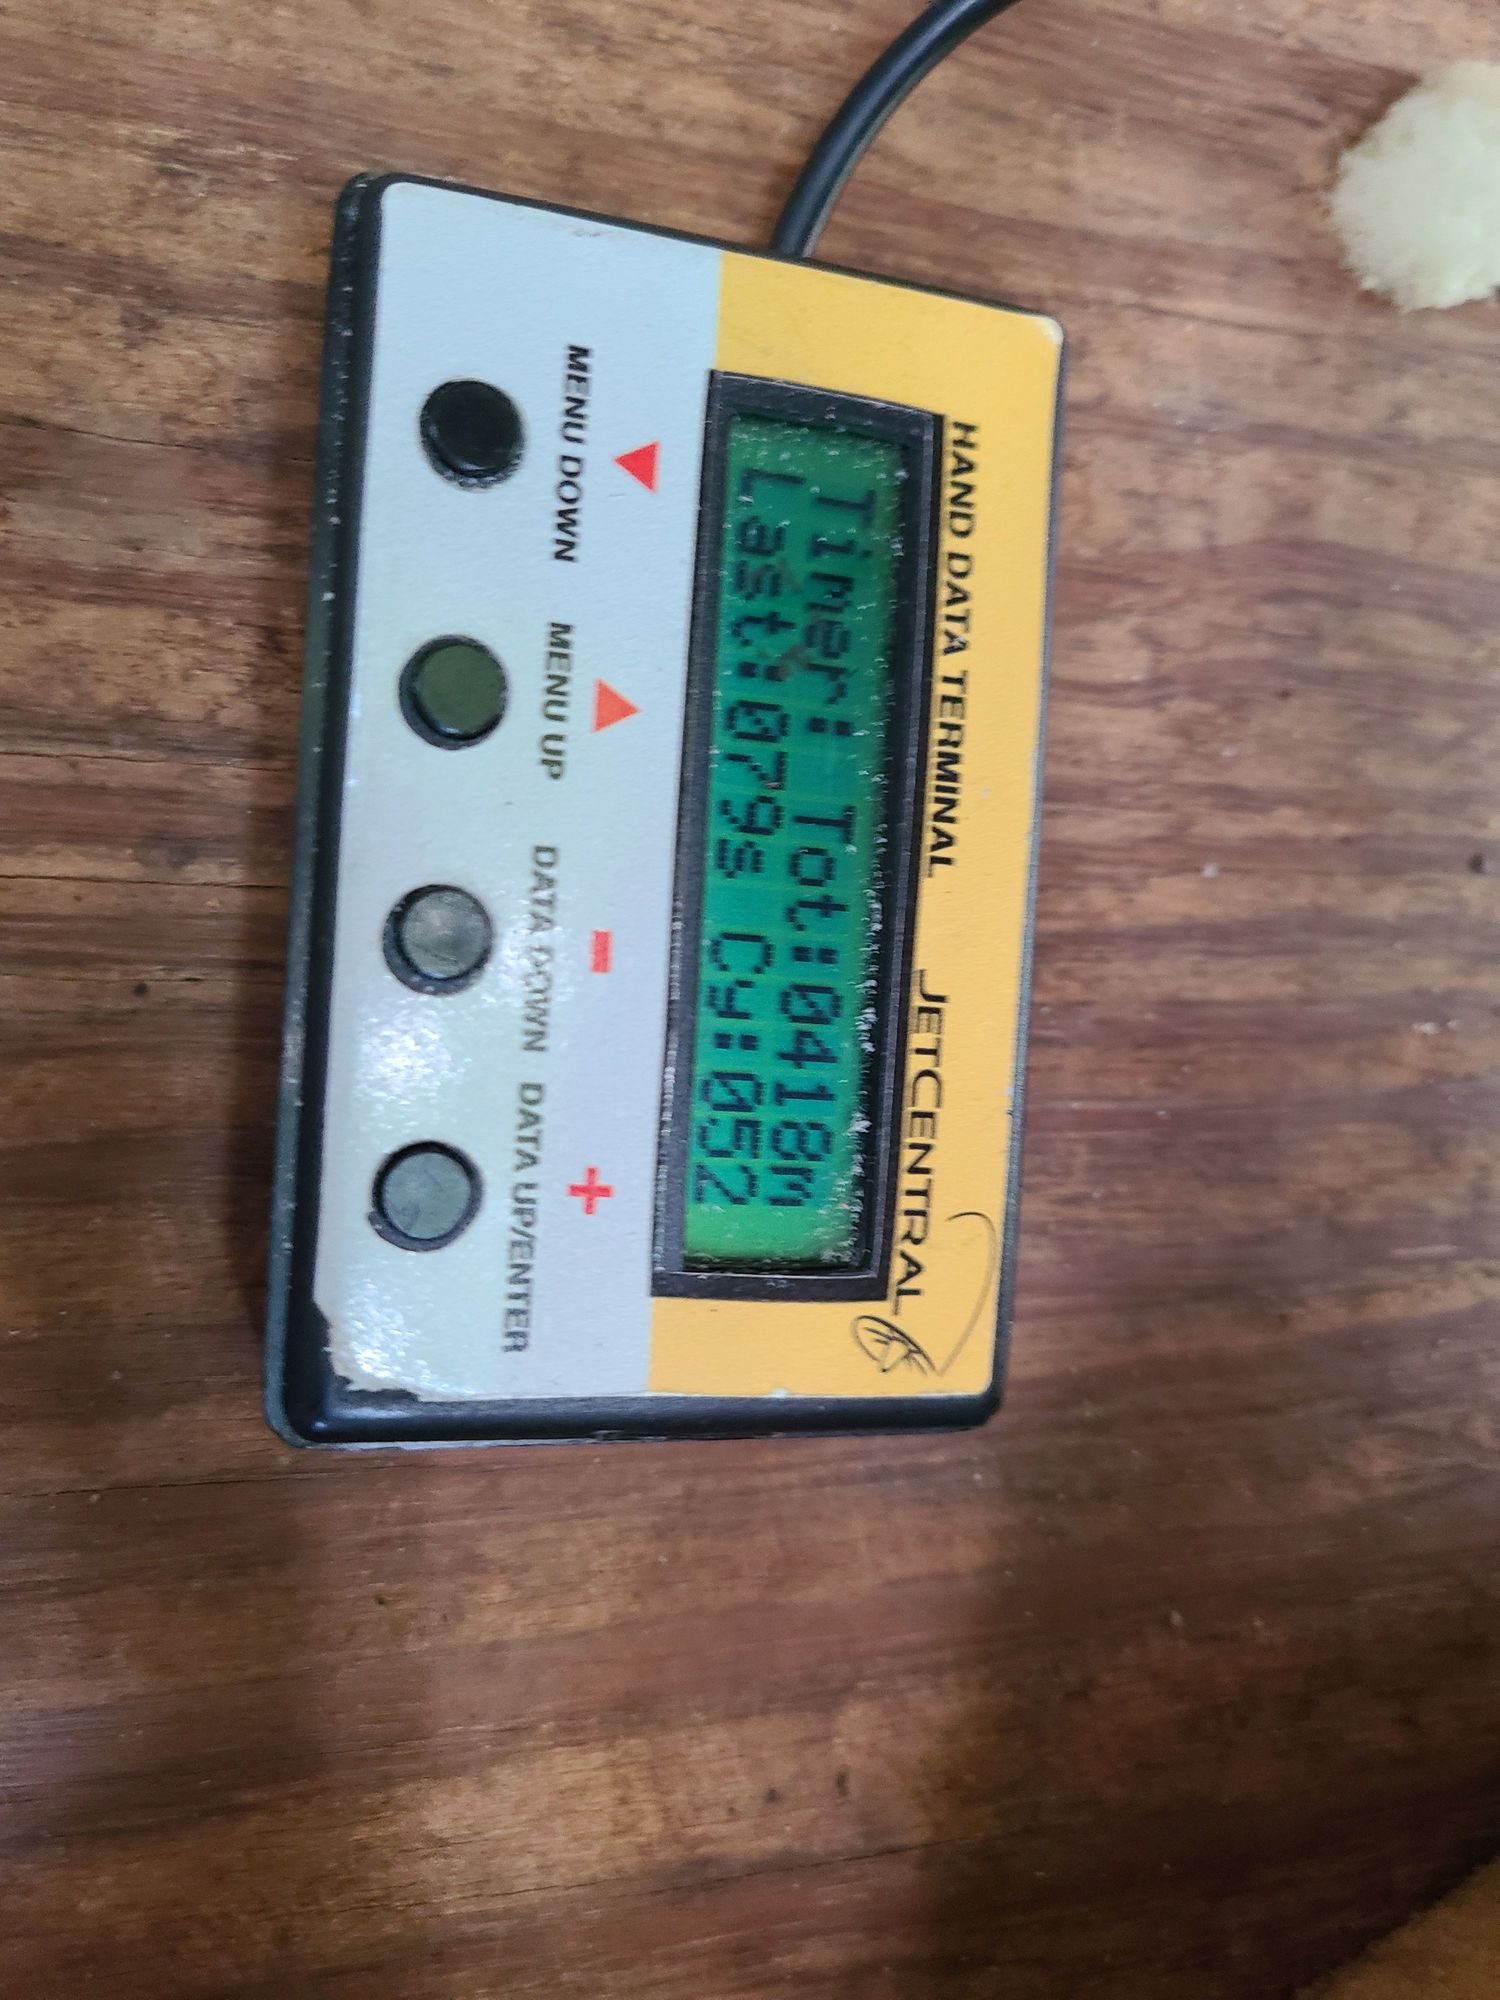 HAND DATA TERMINAL JETCENTRAL
Timer: Tot:0418m
Last:079s Cy:052
MENU DOWN MENU UP DATA DOWN DATA UP/ENTER